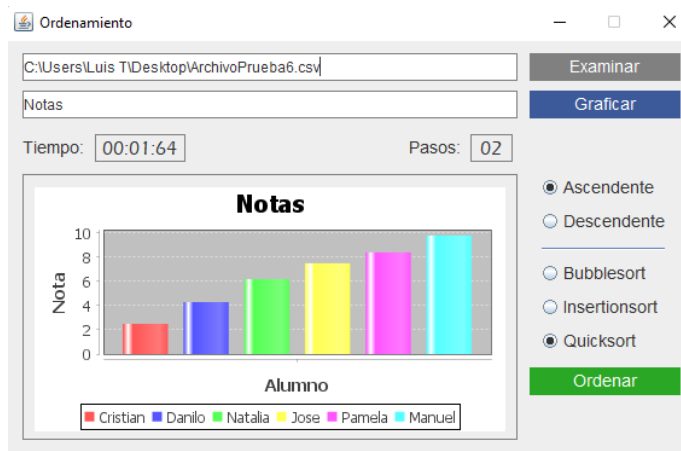 Ordenamiento
C:\Users\Luis T\Desktop\ArchivoPrueba6.csv
Examinar
Notas
Graficar
Tiempo: 00:01:64
Pasos: 02
Notas
Nota
10
8
6
4
2
0
Alumno
Cristian Danilo Natalia Jose Pamela Manuel
Ascendente
Descendente
Bubblesort
Insertionsort
Quicksort
Ordenar